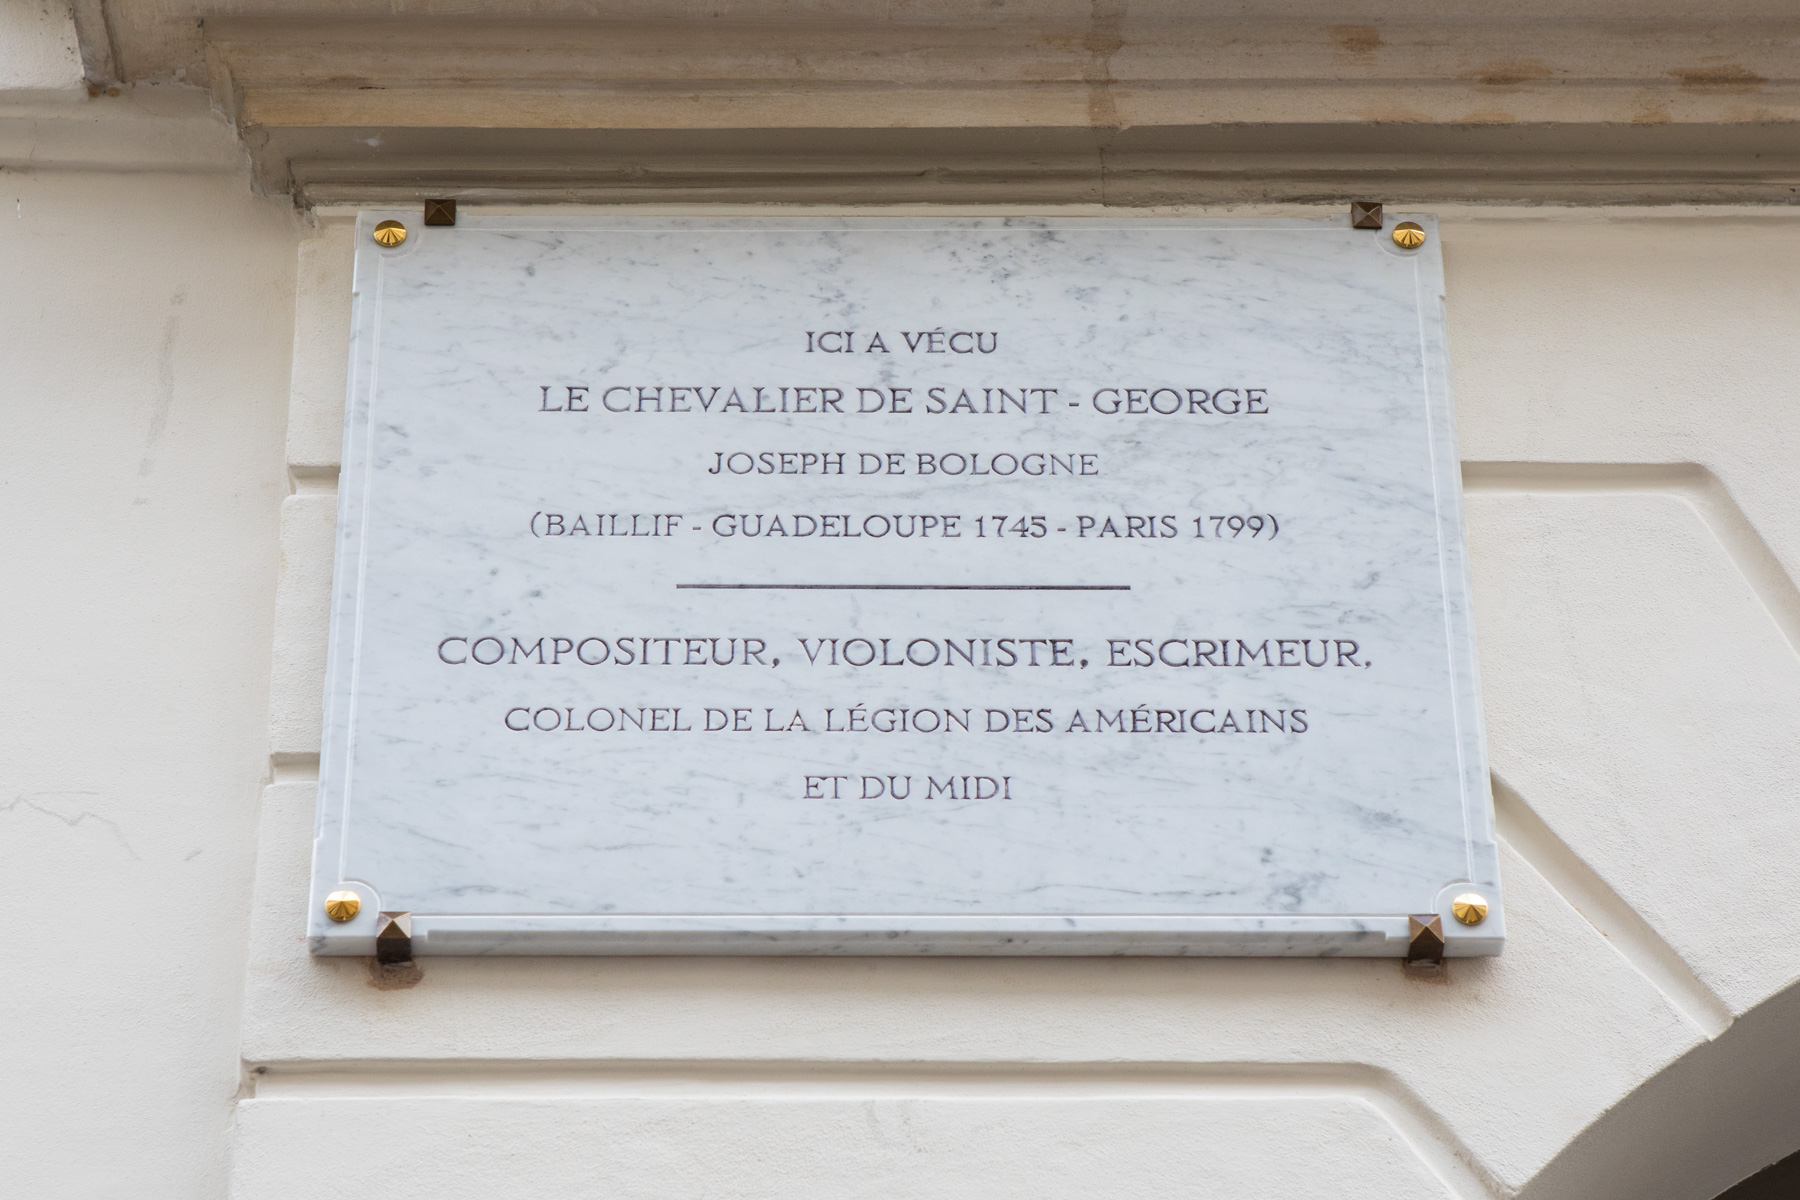 ICI A VÉCU
LE CHEVALIER DE SAINT - GEORGE
JOSEPH DE BOLOGNE
(BAILLIF - GUADELOUPE 1745 - PARIS 1799)
COMPOSITEUR, VIOLONISTE, ESCRIMEUR,
COLONEL DE LA LÉGION DES AMÉRICAINS
ET DU MIDI